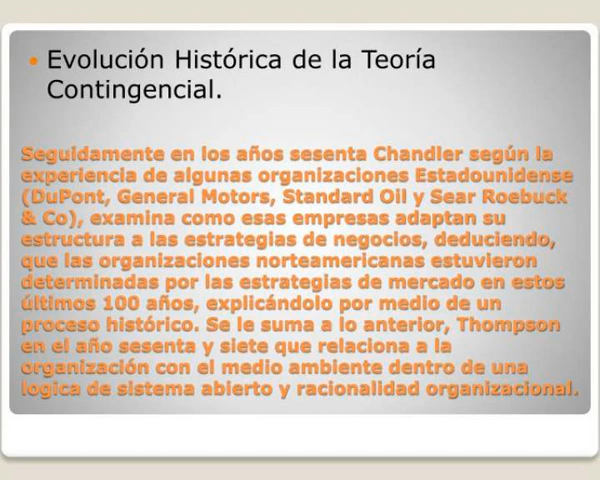 Evolución Histórica de la Teoría
Contingencial.
Seguidamente en los años sesenta Chandler según la
experiencia de algunas organizaciones Estadounidense
(DuPont, General Motors, Standard Oil y Sear Roebuck
& Co), examina como esas empresas adaptan su
estructura a las estrategias de negocios, deduciendo,
que las organizaciones norteamericanas estuvieron
determinadas por las estrategias de mercado en estos
últimos 100 años, explicándolo por medio de un
proceso histórico. Se le suma a lo anterior, Thompson
en el año sesenta y siete que relaciona a la
organización con el medio ambiente dentro de una
logica de sistema abierto y racionalidad organizacional.